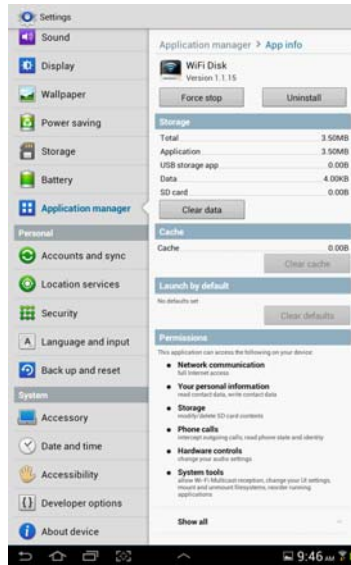 Settings
Sound
Display
Wallpaper
Power saving
Storage
Battery
Application manager
Personal
Accounts and sync
Location services
Security
A Language and input
Back up and reset
System
Accessory
Date and time
Accessibility
{} Developer options
About device
Application manager > App info
WiFi Disk
Version 1.1.15
Force stop Uninstall
Storage
Total 3.50MB
Application 3.50MB
USB storage app 0.00B
Data 4.00KB
SD card 0.00B
Clear data
Cache
Cache 0.00B
Clear cache
Launch by default
No defaults set
Clear defaults
Permissions
This application can access the following on your device:
Network communication
full Internet access
Your personal information
read contact data, write contact data
Storage
modify/delete SD card contents
Phone calls
intercept outgoing calls, read phone state and identity
Hardware controls
change your audio settings
System tools
allow Wi-Fi Multicast reception, change your UI settings,
mount and unmount filesystems, reorder running
applications
Show all
9:46 AM